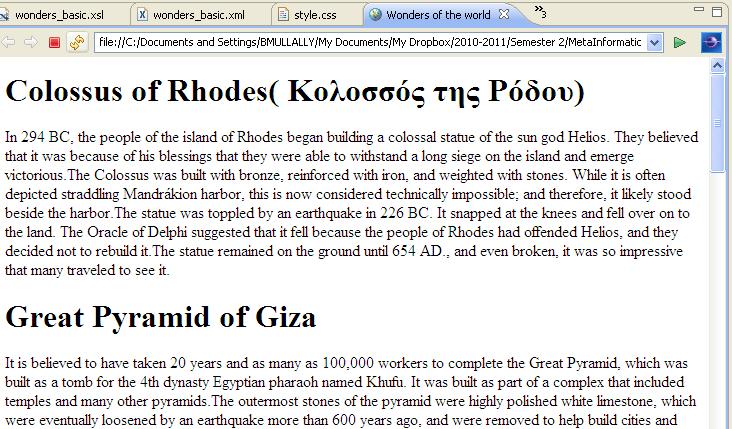 wonders_basic.xsl
wonders_basic.xml
style.css
Wonders of the world
3
file://C:/Documents and Settings/BMULLALLY/My Documents/My Dropbox/2010-2011/Semester 2/MetaInformatic
Colossus of Rhodes( Κολοσσός της Ρόδου)
In 294 BC, the people of the island of Rhodes began building a colossal statue of the sun god Helios. They believed
that it was because of his blessings that they were able to withstand a long siege on the island and emerge
victorious.The Colossus was built with bronze, reinforced with iron, and weighted with stones. While it is often
depicted straddling Mandrákion harbor, this is now considered technically impossible; and therefore, it likely stood
beside the harbor.The statue was toppled by an earthquake in 226 BC. It snapped at the knees and fell over on to
the land. The Oracle of Delphi suggested that it fell because the people of Rhodes had offended Helios, and they
decided not to rebuild it.The statue remained on the ground until 654 AD., and even broken, it was so impressive
that many traveled to see it.
Great Pyramid of Giza
It is believed to have taken 20 years and as many as 100,000 workers to complete the Great Pyramid, which was
built as a tomb for the 4th dynasty Egyptian pharaoh named Khufu. It was built as part of a complex that included
temples and many other pyramids.The outermost stones of the pyramid were highly polished white limestone, which
were eventually loosened by an earthquake more than 600 years ago, and were removed to help build cities and